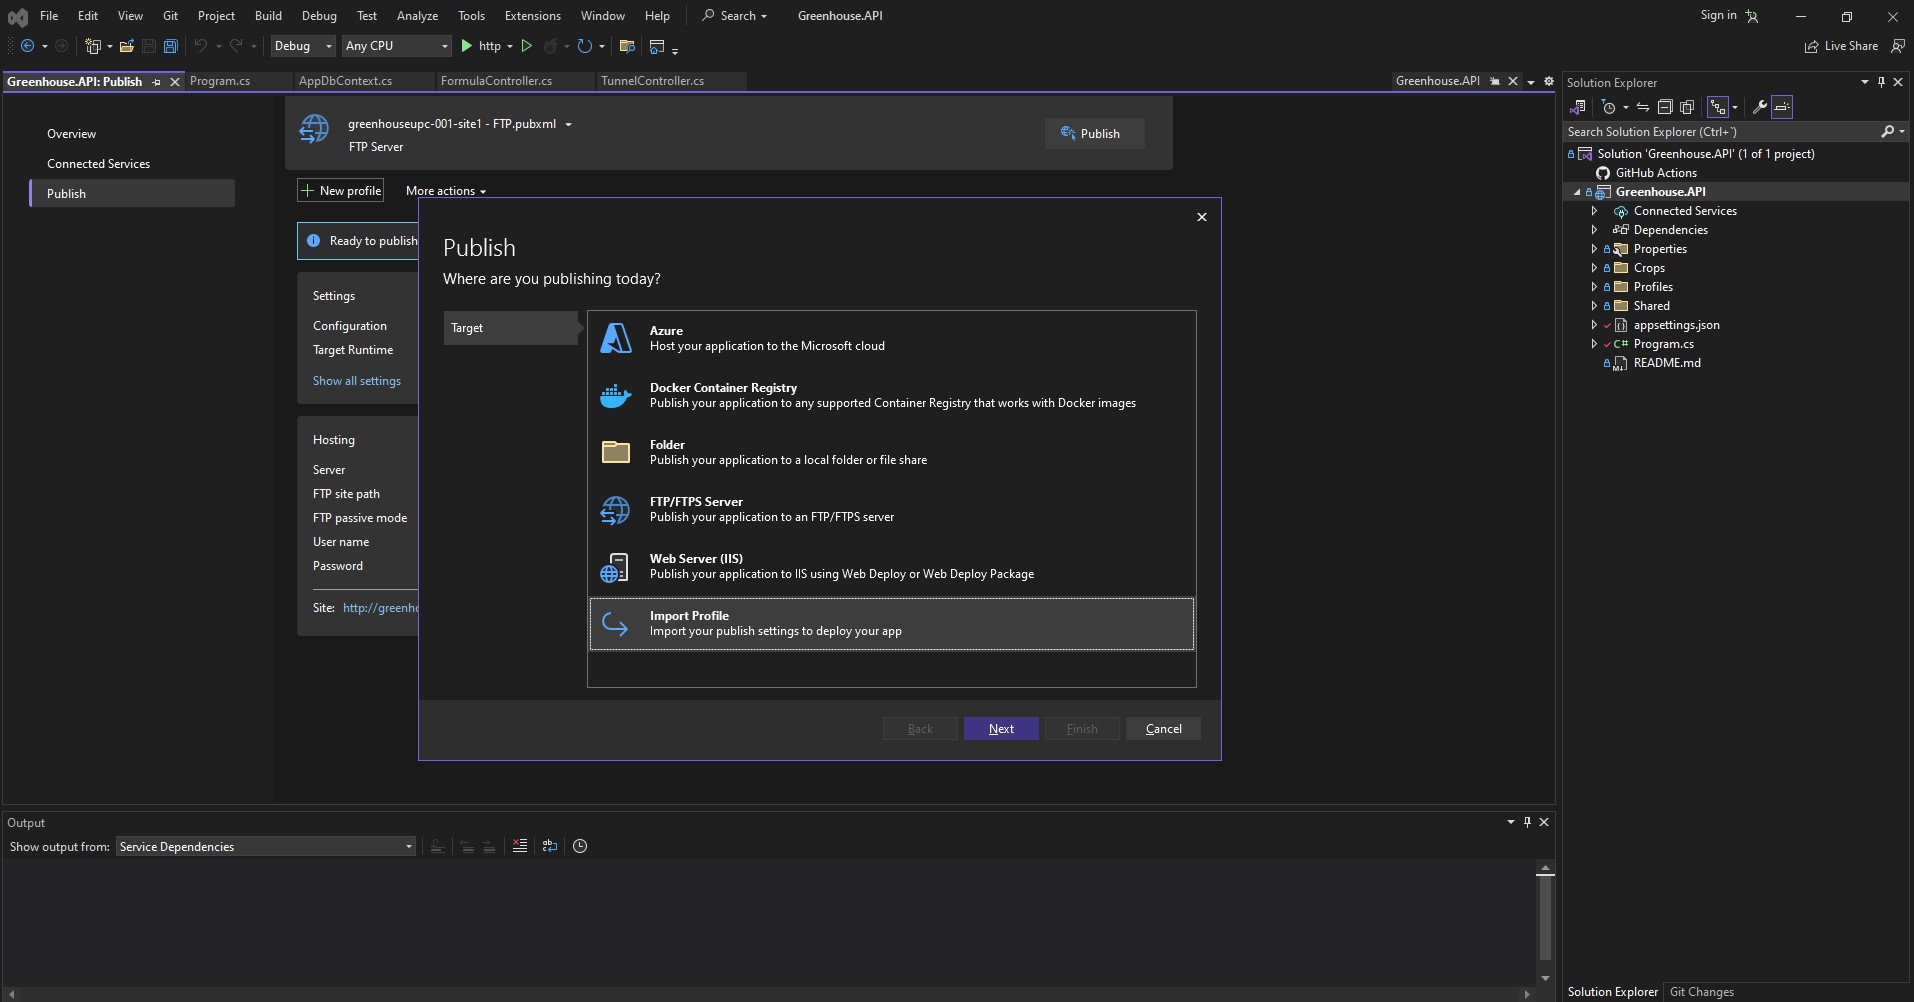 File Edit View Git Project Build Debug Test Analyze Tools Extensions Window Help Search Greenhouse.API Sign in
Debug Any CPU http Live Share
Greenhouse.API: Publish Program.cs AppDbContext.cs FormulaController.cs TunnelController.cs Greenhouse.API
Overview
Connected Services
Publish
greenhouseupc-001-site1 - FTP.pubxml
FTP Server
Publish
New profile More actions
Ready to publish
Settings
Configuration
Target Runtime
Show all settings
Hosting
Server
FTP site path
FTP passive mode
User name
Password
Site: http://greenho
Publish
Where are you publishing today?
Target
Azure
Host your application to the Microsoft cloud
Docker Container Registry
Publish your application to any supported Container Registry that works with Docker images
Folder
Publish your application to a local folder or file share
FTP/FTPS Server
Publish your application to an FTP/FTPS server
Web Server (IIS)
Publish your application to IIS using Web Deploy or Web Deploy Package
Import Profile
Import your publish settings to deploy your app
Back Next Finish Cancel
Output
Show output from: Service Dependencies
Solution Explorer
Search Solution Explorer (Ctrl+`)
Solution 'Greenhouse.API' (1 of 1 project)
GitHub Actions
Greenhouse.API
Connected Services
Dependencies
Properties
Crops
Profiles
Shared
appsettings.json
C# Program.cs
README.md
Solution Explorer Git Changes